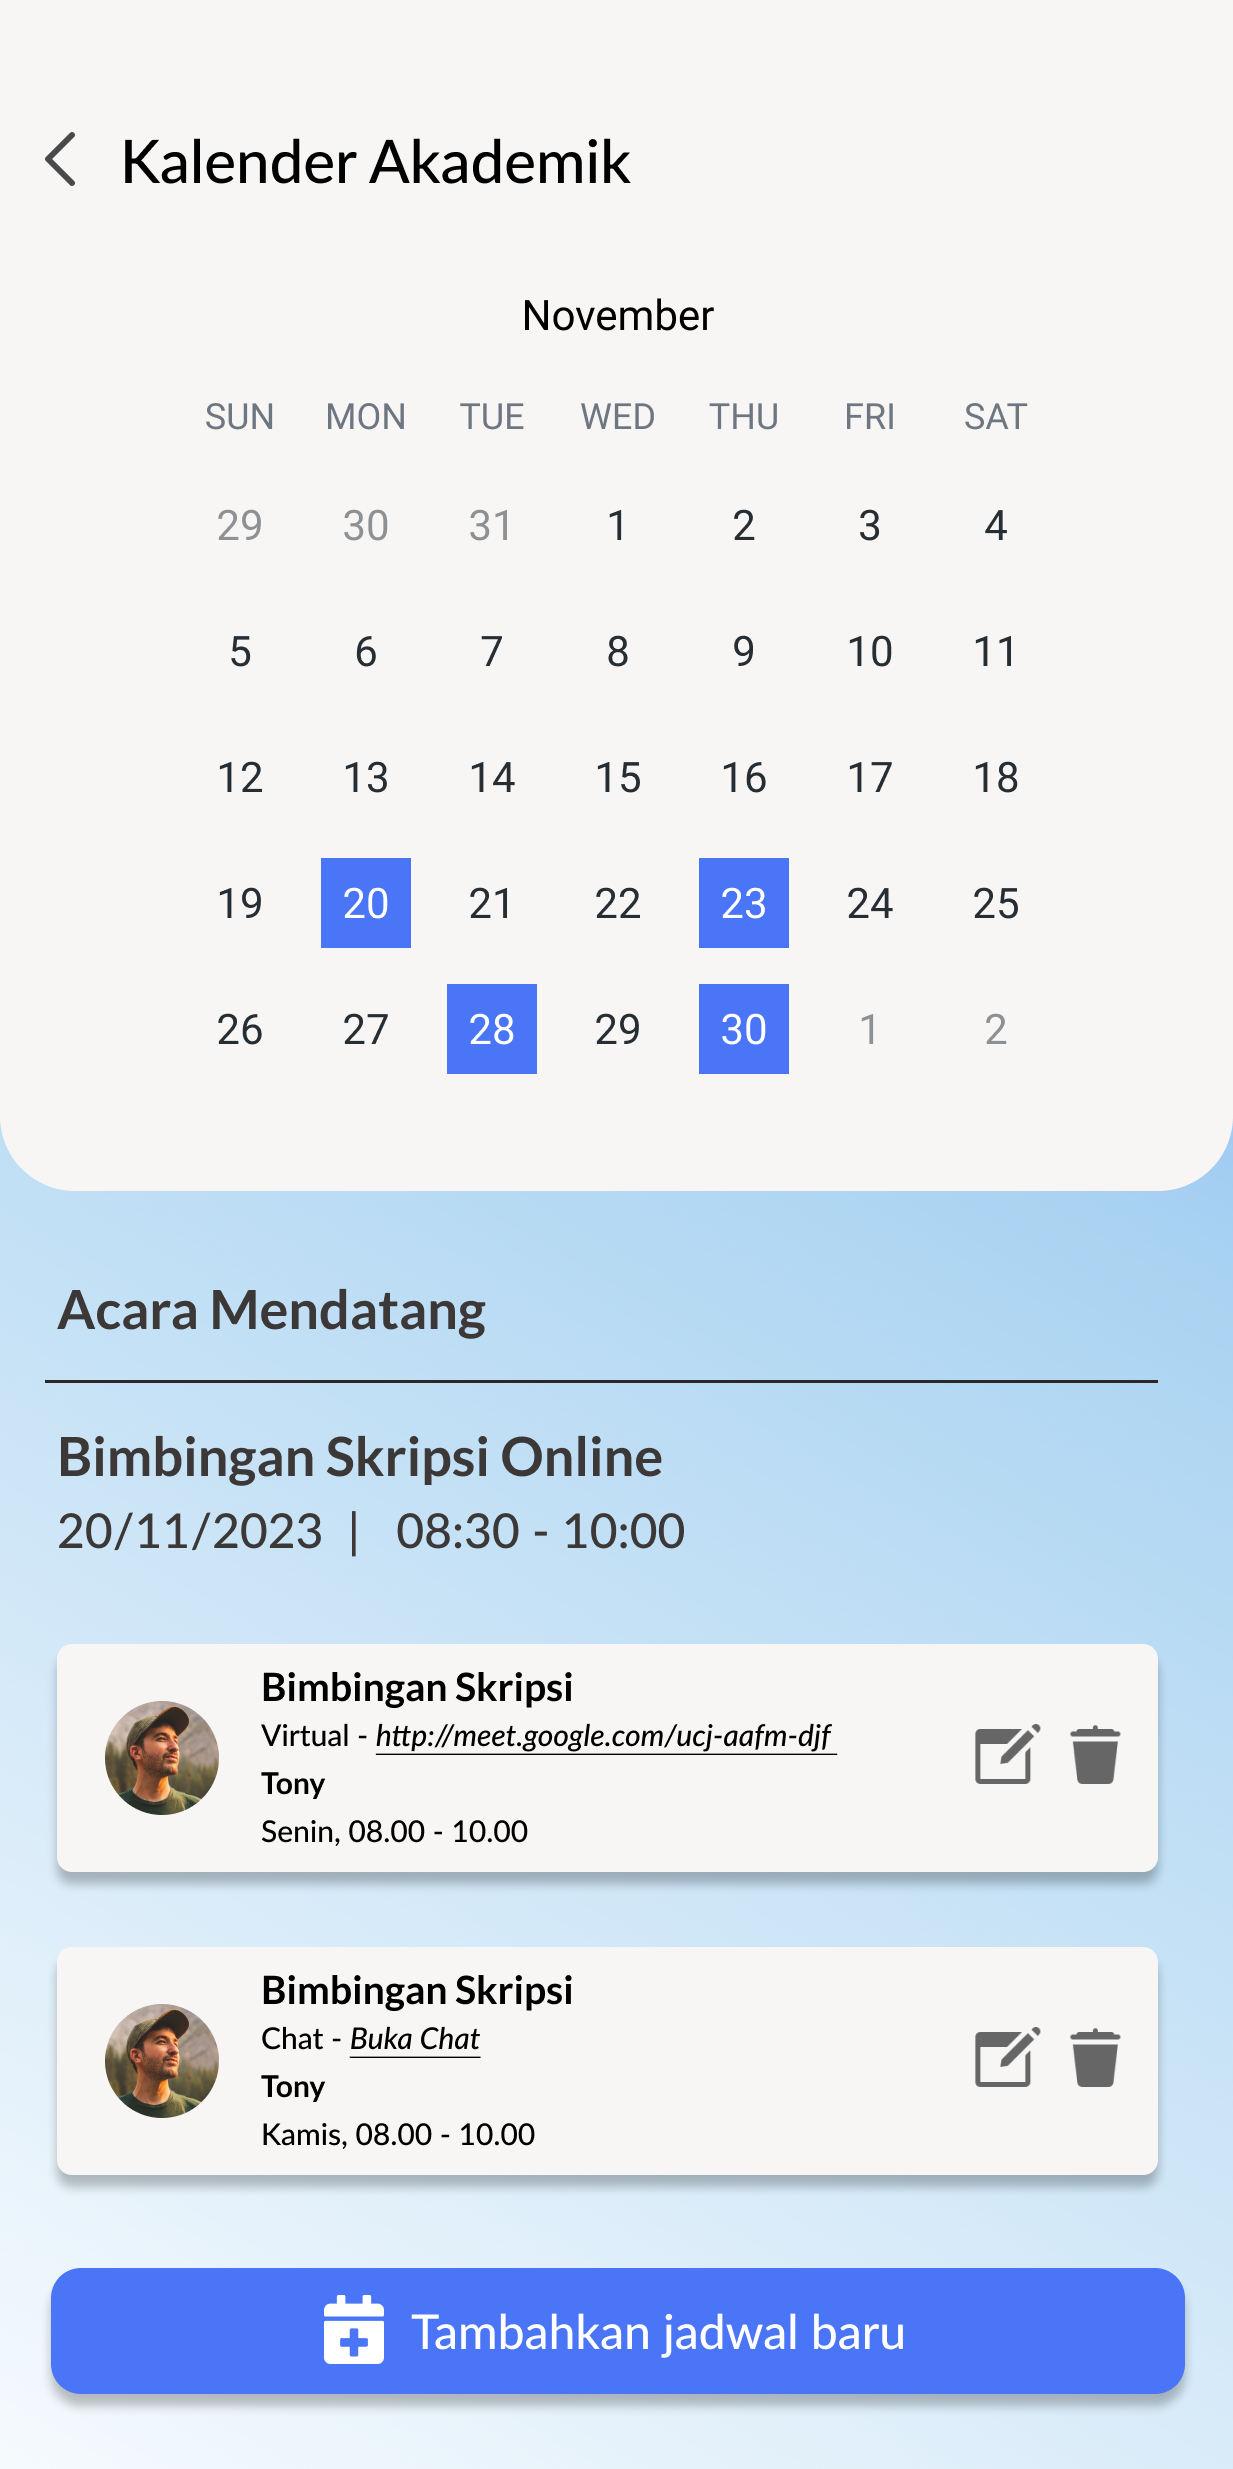 Kalender Akademik
November
SUN MON TUE WED THU FRI SAT
29 30 31 1 2 3 4
5 6 7 8 9 10 11
12 13 14 15 16 17 18
19 20 21 22 23 24 25
26 27 28 29 30 1 2
Acara Mendatang
Bimbingan Skripsi Online
20/11/2023 | 08:30 - 10:00
Bimbingan Skripsi
Virtual - http://meet.google.com/ucj-aafm-djf
Tony
Senin, 08.00 - 10.00
Bimbingan Skripsi
Chat - Buka Chat
Tony
Kamis, 08.00 - 10.00
Tambahkan jadwal baru